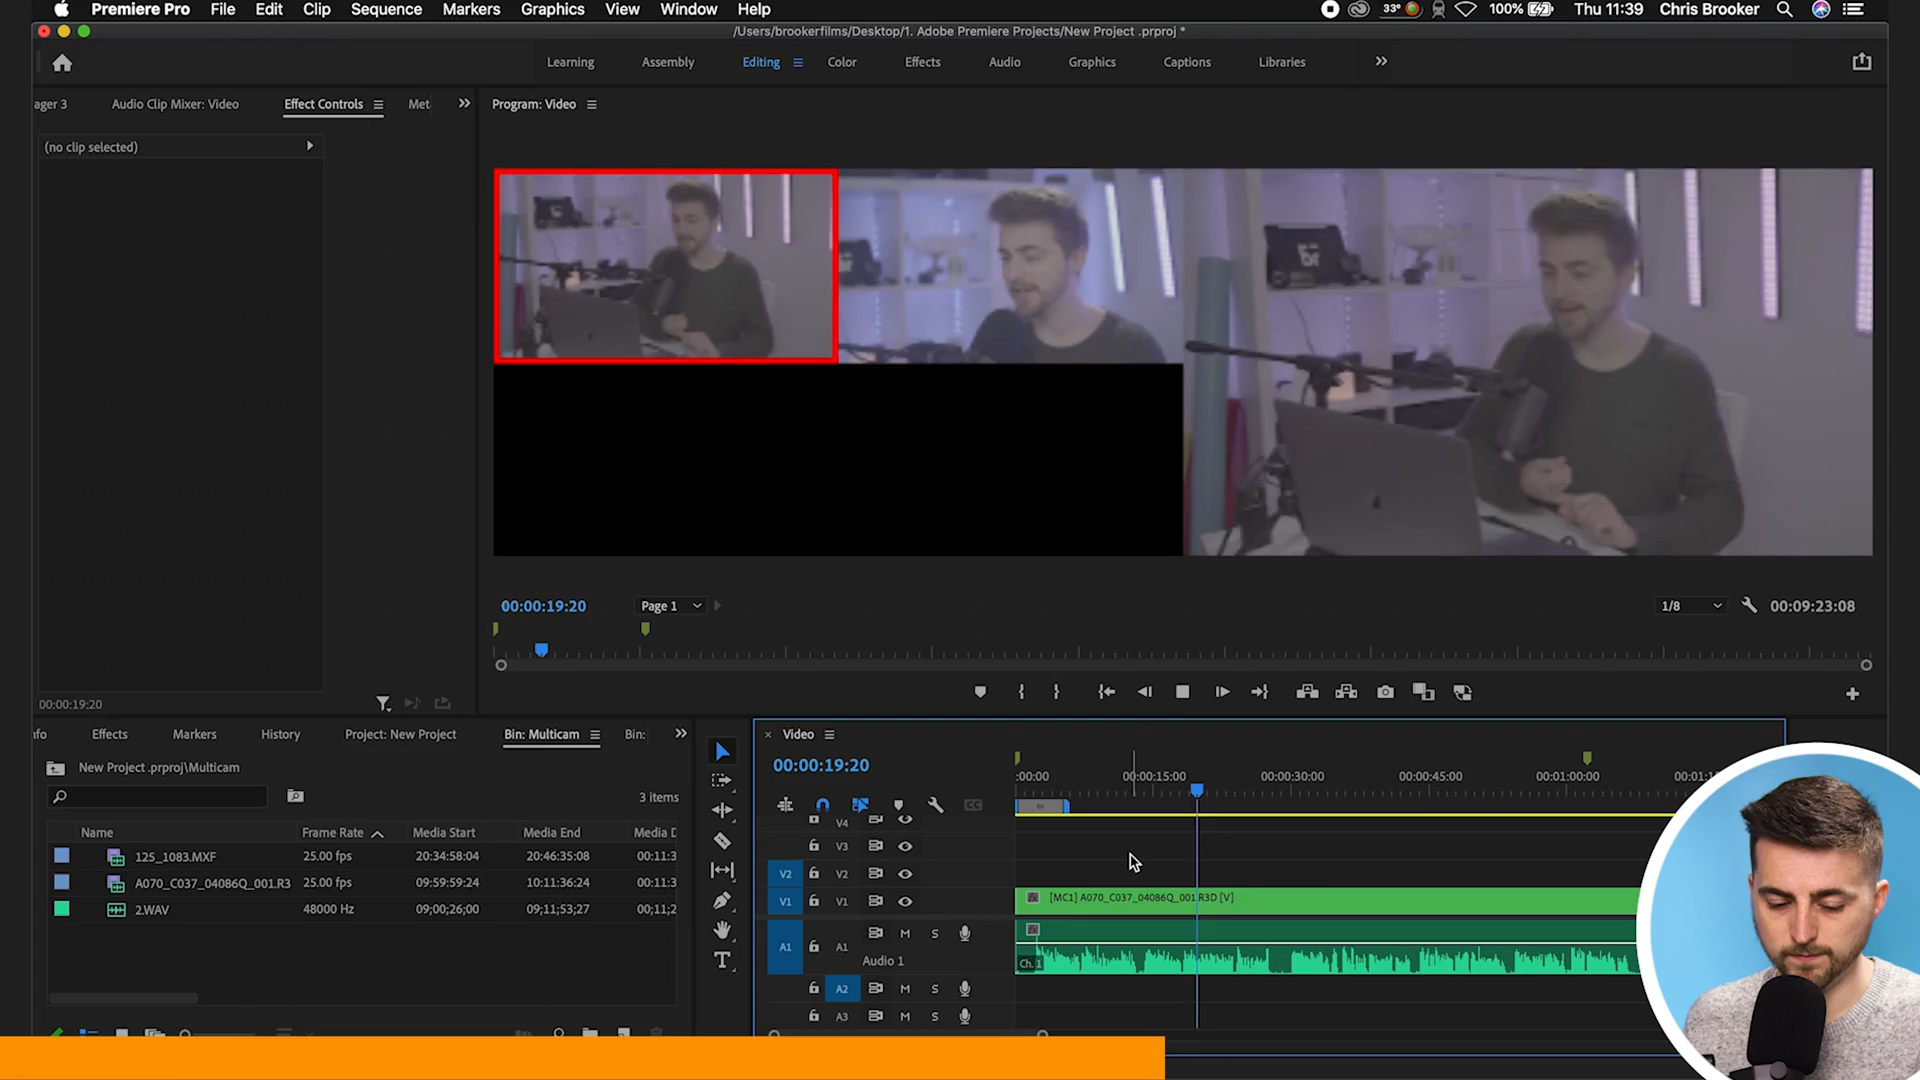 Premiere Pro File Edit Clip Sequence Markers Graphics View Window Help 33° 100% Thu 11:39 Chris Brooker
/Users/brookerfilms/Desktop/1. Adobe Premiere Projects/New Project .prproj *
Learning Assembly Editing Color Effects Audio Graphics Captions Libraries
ager 3 Audio Clip Mixer: Video Effect Controls Met Program: Video
(no clip selected)
00:00:19:20 Page 1 1/8 00:09:23:08
00:00:19:20
nfo Effects Markers History Project: New Project Bin: Multicam Bin: × Video
New Project .prproj\Multicam 00:00:19:20
:00:00 00:00:15:00 00:00:30:00 00:00:45:00 00:01:00:00 00:01:1
3 items
CC
V4
Name Frame Rate Media Start Media End Media D
V3
125_1083.MXF 25.00 fps 20:34:58:04 20:46:35:08 00:11:3
V2 V2
A070_C037_04086Q_001.R3 25.00 fps 09:59:59:24 10:11:36:24 00:11:3
V1 V1 [MC1] A070_C037_04086Q_001.R3D [V]
2.WAV 48000 Hz 09;00;26;00 09;11;53;27 00;11;2
A1 A1 M S
Audio 1 Ch. 1
A2 M S
A3 M S
T